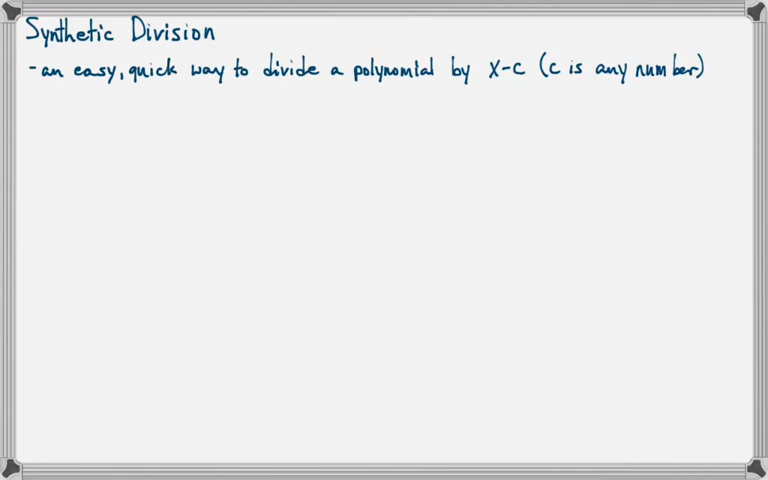 Synthetic Division
- an easy, quick way to divide a polynomial by x-c (c is any number)